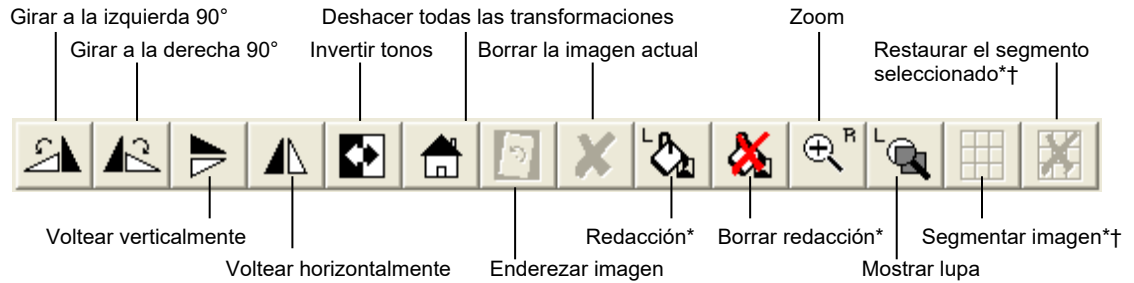 Girar a la izquierda 90°
Deshacer todas las transformaciones
Zoom
Girar a la derecha 90°
Invertir tonos
Borrar la imagen actual
Restaurar el segmento
seleccionado*†
L
R
L
Voltear verticalmente
Redacción*
Borrar redacción*
Segmentar imagen*†
Voltear horizontalmente
Enderezar imagen
Mostrar lupa